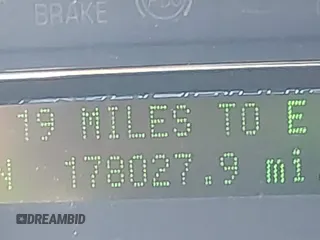 BRAKE
19 MILES TO E
178027.9 mi
DREAMBID